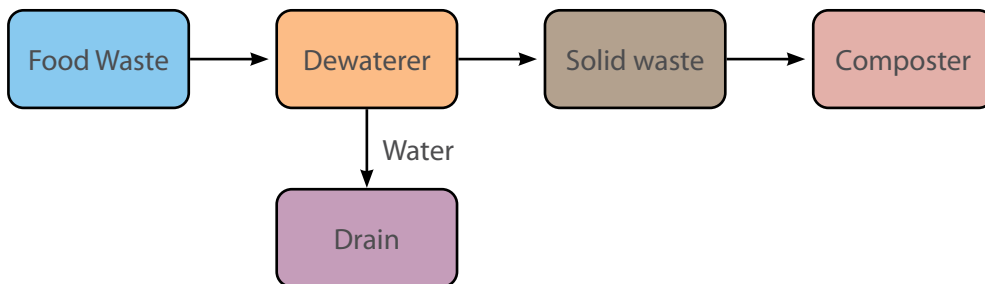 Food Waste
Dewaterer
Solid waste
Composter
Water
Drain